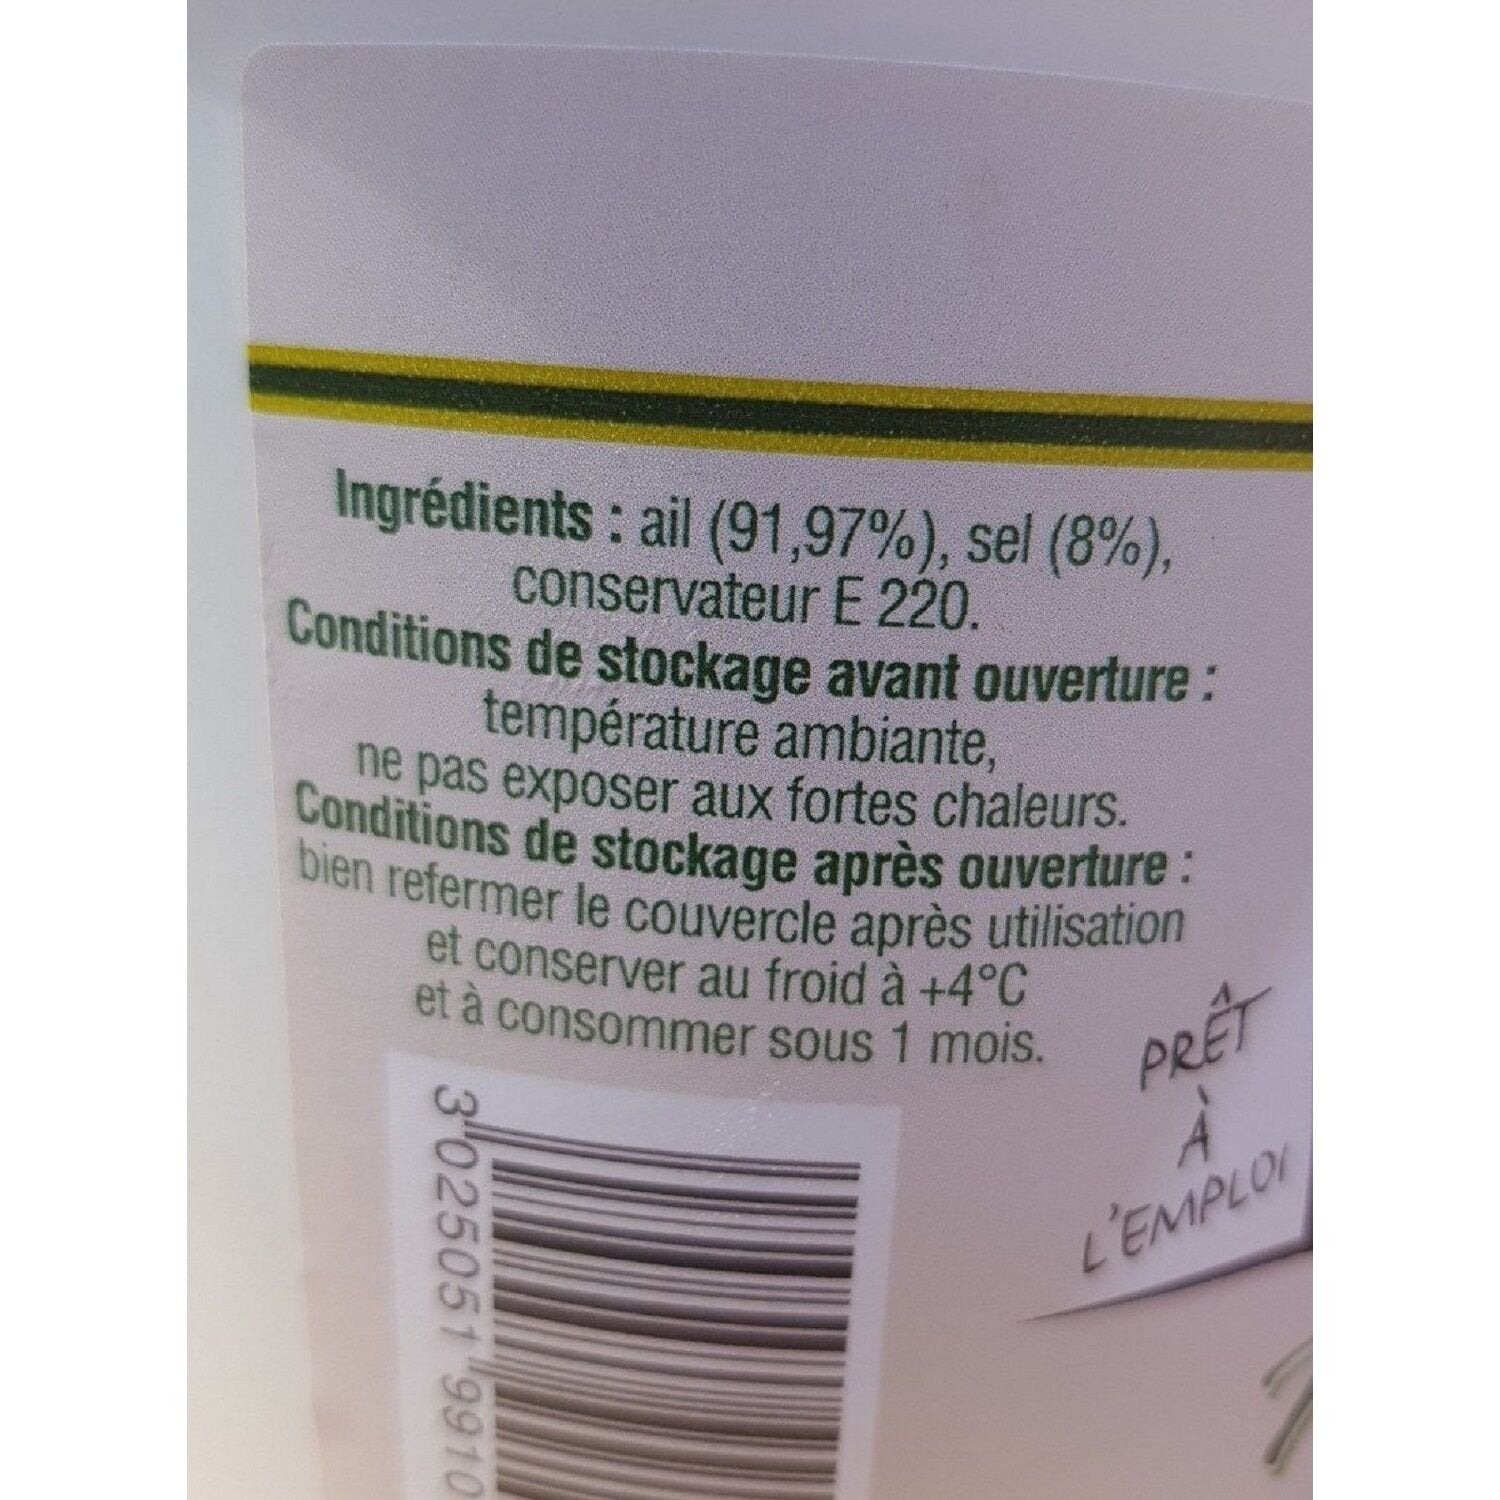 Ingrédients : ail (91,97%), sel (8%),
conservateur E 220.
Conditions de stockage avant ouverture :
température ambiante,
ne pas exposer aux fortes chaleurs.
Conditions de stockage après ouverture :
bien refermer le couvercle après utilisation
et conserver au froid à +4°C
et à consommer sous 1 mois.
PRÊT
À
L'EMPLOI
3 025051 9910